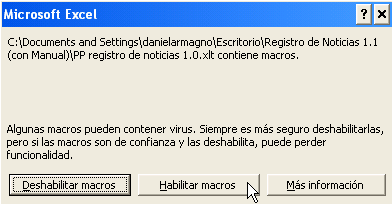 Microsoft Excel
C:\Documents and Settings\danielarmagno\Escritorio\Registro de Noticias 1.1
(con Manual)\PP registro de noticias 1.0.xlt contiene macros.
Algunas macros pueden contener virus. Siempre es más seguro deshabilitarlas,
pero si las macros son de confianza y las deshabilita, puede perder
funcionalidad.
Deshabilitar macros
Habilitar macros
Más información